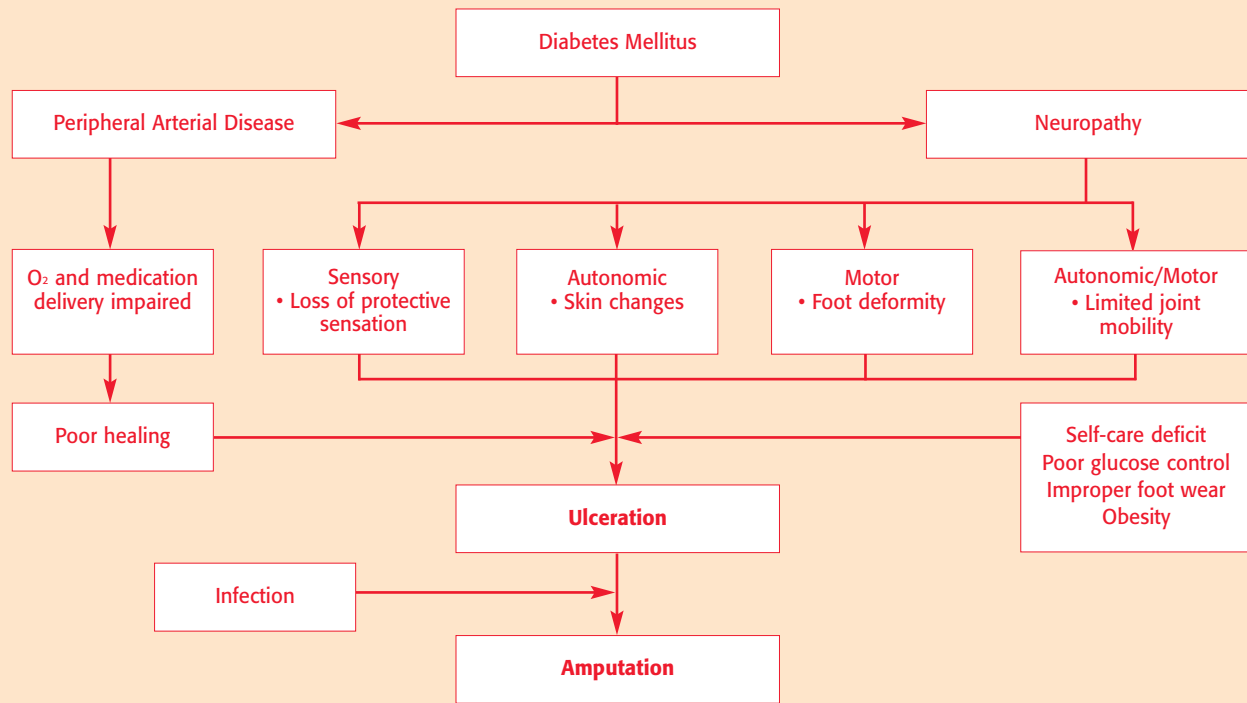 Diabetes Mellitus
Peripheral Arterial Disease
Neuropathy
O₂ and medication
delivery impaired
Sensory
• Loss of protective
sensation
Autonomic
• Skin changes
Motor
• Foot deformity
Autonomic/Motor
• Limited joint
mobility
Poor healing
Self-care deficit
Poor glucose control
Improper foot wear
Obesity
Ulceration
Infection
Amputation